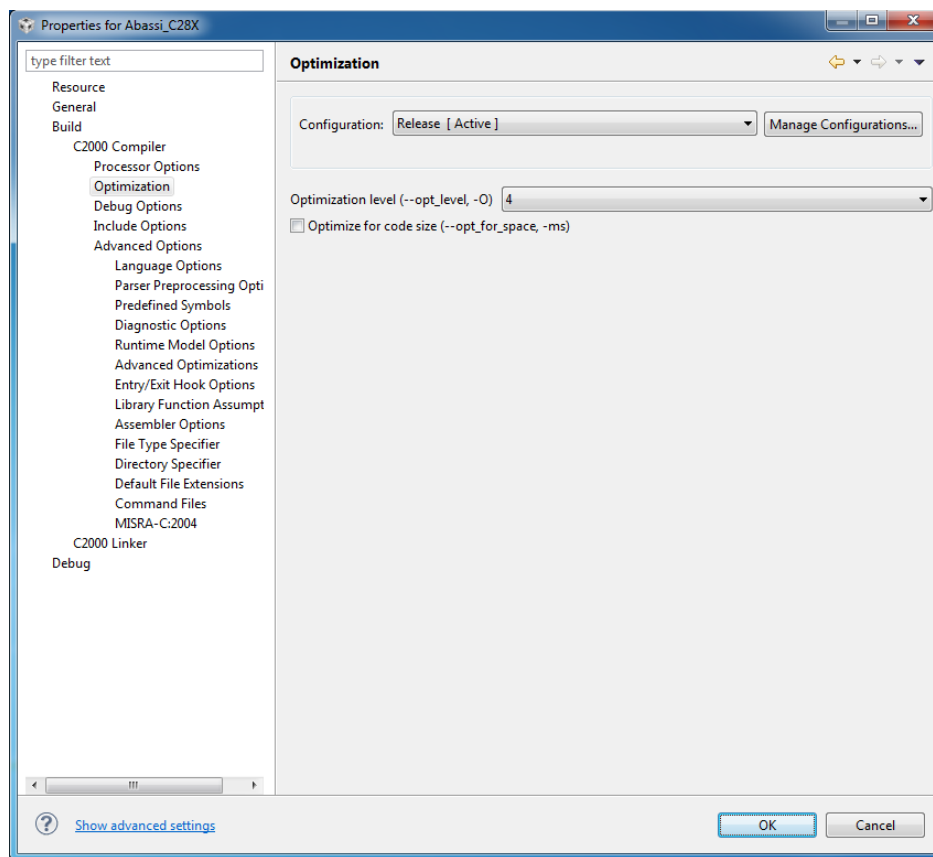 Properties for Abassi_C28X
type filter text
Resource
General
Build
C2000 Compiler
Processor Options
Optimization
Debug Options
Include Options
Advanced Options
Language Options
Parser Preprocessing Opti
Predefined Symbols
Diagnostic Options
Runtime Model Options
Advanced Optimizations
Entry/Exit Hook Options
Library Function Assumpt
Assembler Options
File Type Specifier
Directory Specifier
Default File Extensions
Command Files
MISRA-C:2004
C2000 Linker
Debug
Optimization
Configuration: Release [ Active ] Manage Configurations...
Optimization level (--opt_level, -O) 4
Optimize for code size (--opt_for_space, -ms)
Show advanced settings
OK Cancel